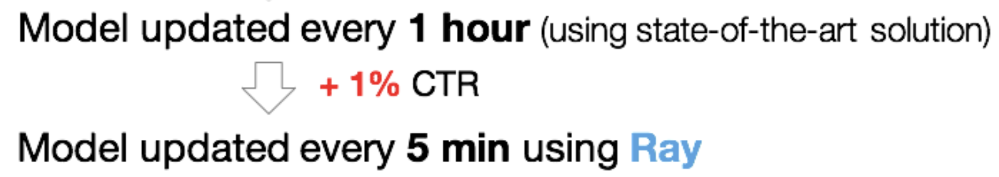 Model updated every 1 hour (using state-of-the-art solution)
+ 1% CTR
Model updated every 5 min using Ray